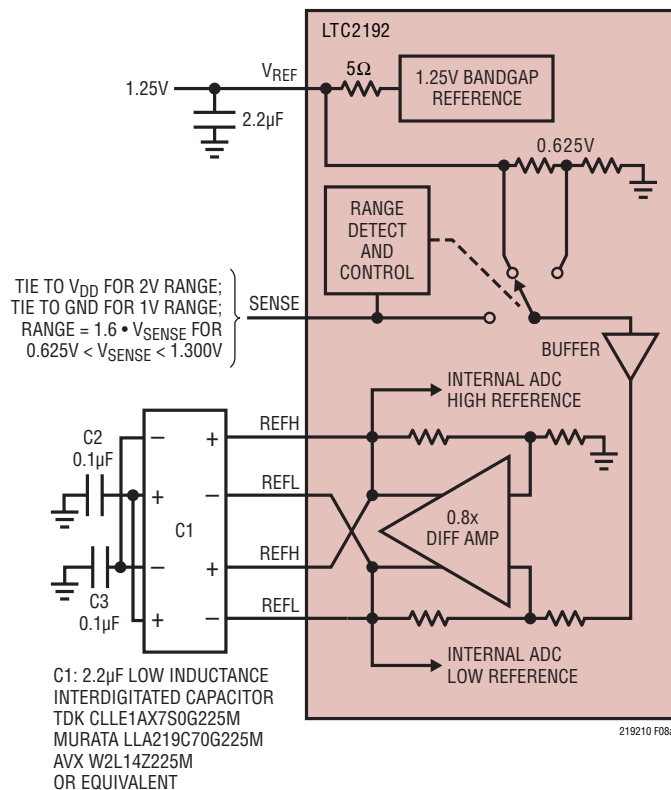 LTC2192
1.25V
VREF
5Ω
1.25V BANDGAP
REFERENCE
2.2µF
0.625V
RANGE
DETECT
AND
CONTROL
TIE TO VDD FOR 2V RANGE;
TIE TO GND FOR 1V RANGE;
RANGE = 1.6 • VSENSE FOR
0.625V < VSENSE < 1.300V
SENSE
BUFFER
INTERNAL ADC
HIGH REFERENCE
C2
0.1µF
C3
0.1µF
C1
– +
+ –
– +
+ –
REFH
REFL
REFH
REFL
0.8x
DIFF AMP
INTERNAL ADC
LOW REFERENCE
C1: 2.2µF LOW INDUCTANCE
INTERDIGITATED CAPACITOR
TDK CLLE1AX7S0G225M
MURATA LLA219C70G225M
AVX W2L14Z225M
OR EQUIVALENT